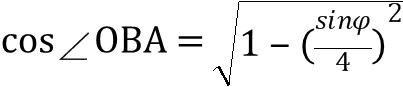 cos∠OBA = √(1 − (sinφ/4)²)